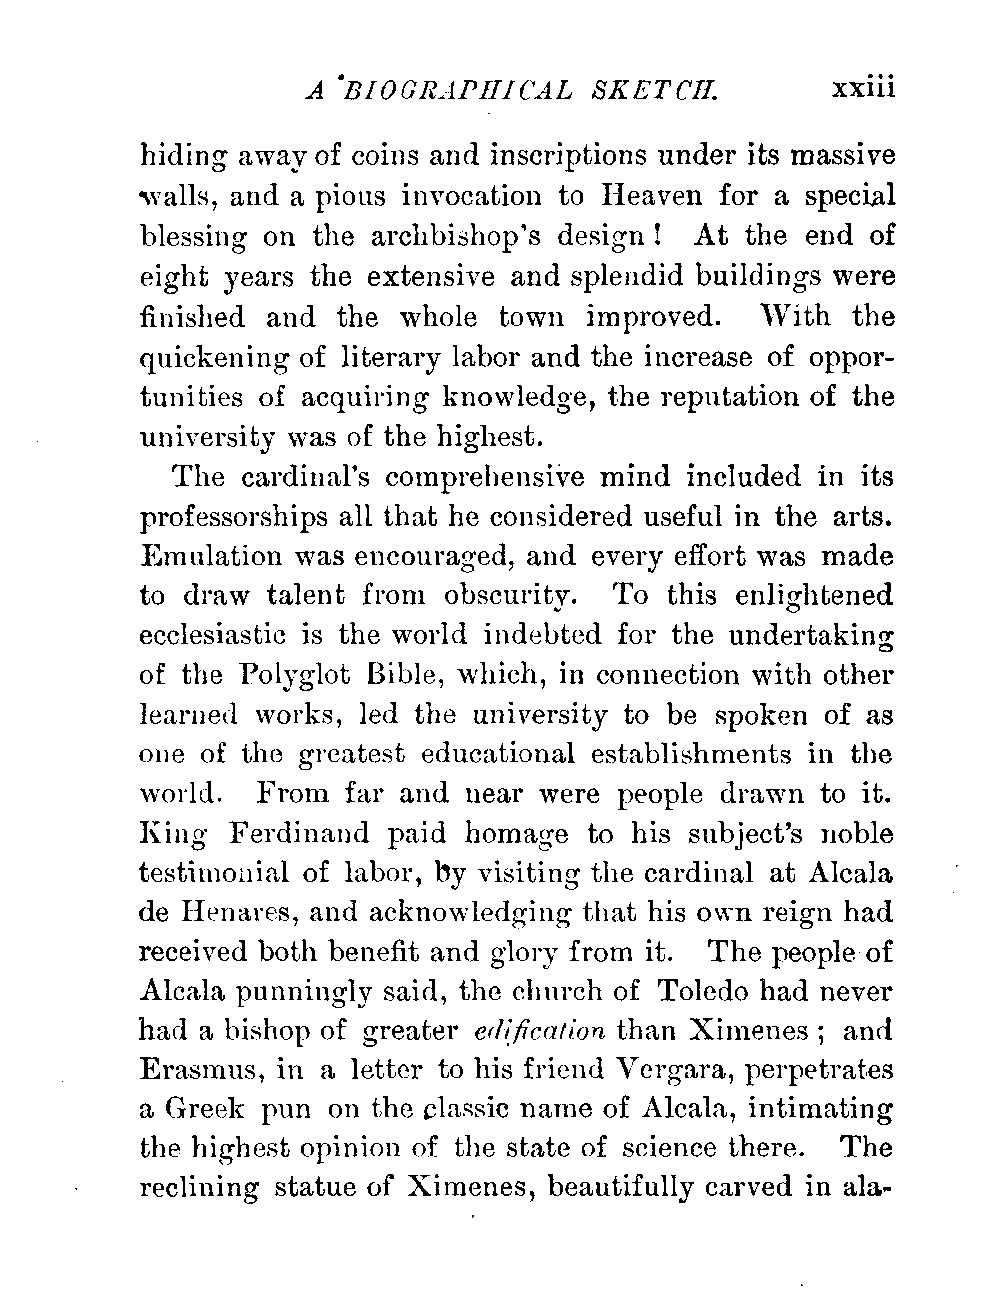 A BIOGRAPHICAL SKETCH. xxiii
hiding away of coins and inscriptions under its massive
walls, and a pious invocation to Heaven for a special
blessing on the archbishop's design! At the end of
eight years the extensive and splendid buildings were
finished and the whole town improved. With the
quickening of literary labor and the increase of oppor-
tunities of acquiring knowledge, the reputation of the
university was of the highest.
The cardinal's comprehensive mind included in its
professorships all that he considered useful in the arts.
Emulation was encouraged, and every effort was made
to draw talent from obscurity. To this enlightened
ecclesiastic is the world indebted for the undertaking
of the Polyglot Bible, which, in connection with other
learned works, led the university to be spoken of as
one of the greatest educational establishments in the
world. From far and near were people drawn to it.
King Ferdinand paid homage to his subject's noble
testimonial of labor, by visiting the cardinal at Alcala
de Henares, and acknowledging that his own reign had
received both benefit and glory from it. The people of
Alcala punningly said, the church of Toledo had never
had a bishop of greater edification than Ximenes; and
Erasmus, in a letter to his friend Vergara, perpetrates
a Greek pun on the classic name of Alcala, intimating
the highest opinion of the state of science there. The
reclining statue of Ximenes, beautifully carved in ala-